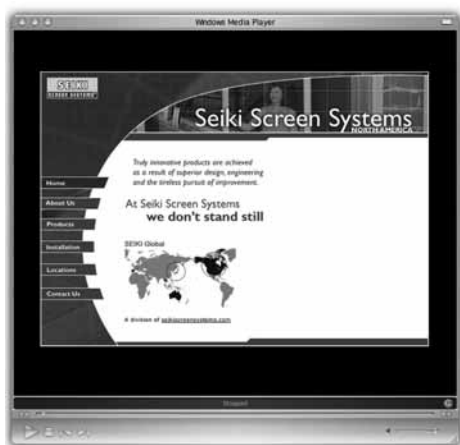 Windows Media Player
SEIKI
SCREEN SYSTEMS
Seiki Screen Systems
NORTH AMERICA
Truly innovative products are achieved
as a result of superior design, engineering
and the tireless pursuit of improvement.
At Seiki Screen Systems
we don't stand still
Home
About Us
Products
Installation
Locations
Contact Us
SEIKI Global
A division of seikiscreensystems.com
Stopped